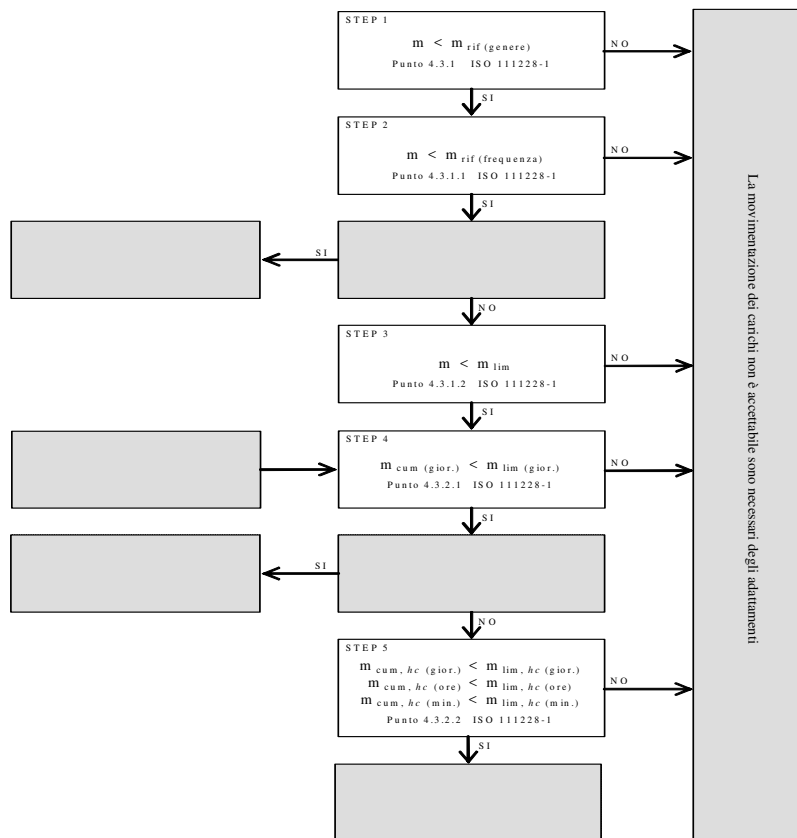 STEP 1
m < m rif (genere)
Punto 4.3.1 ISO 111228-1
NO
SI
STEP 2
m < m rif (frequenza)
Punto 4.3.1.1 ISO 111228-1
NO
SI
SI
NO
STEP 3
m < m lim
Punto 4.3.1.2 ISO 111228-1
NO
SI
STEP 4
m cum (gior.) < m lim (gior.)
Punto 4.3.2.1 ISO 111228-1
NO
SI
SI
NO
STEP 5
m cum, hc (gior.) < m lim, hc (gior.)
m cum, hc (ore) < m lim, hc (ore)
m cum, hc (min.) < m lim, hc (min.)
Punto 4.3.2.2 ISO 111228-1
NO
SI
La movimentazione dei carichi non è accettabile sono necessari degli adattamenti